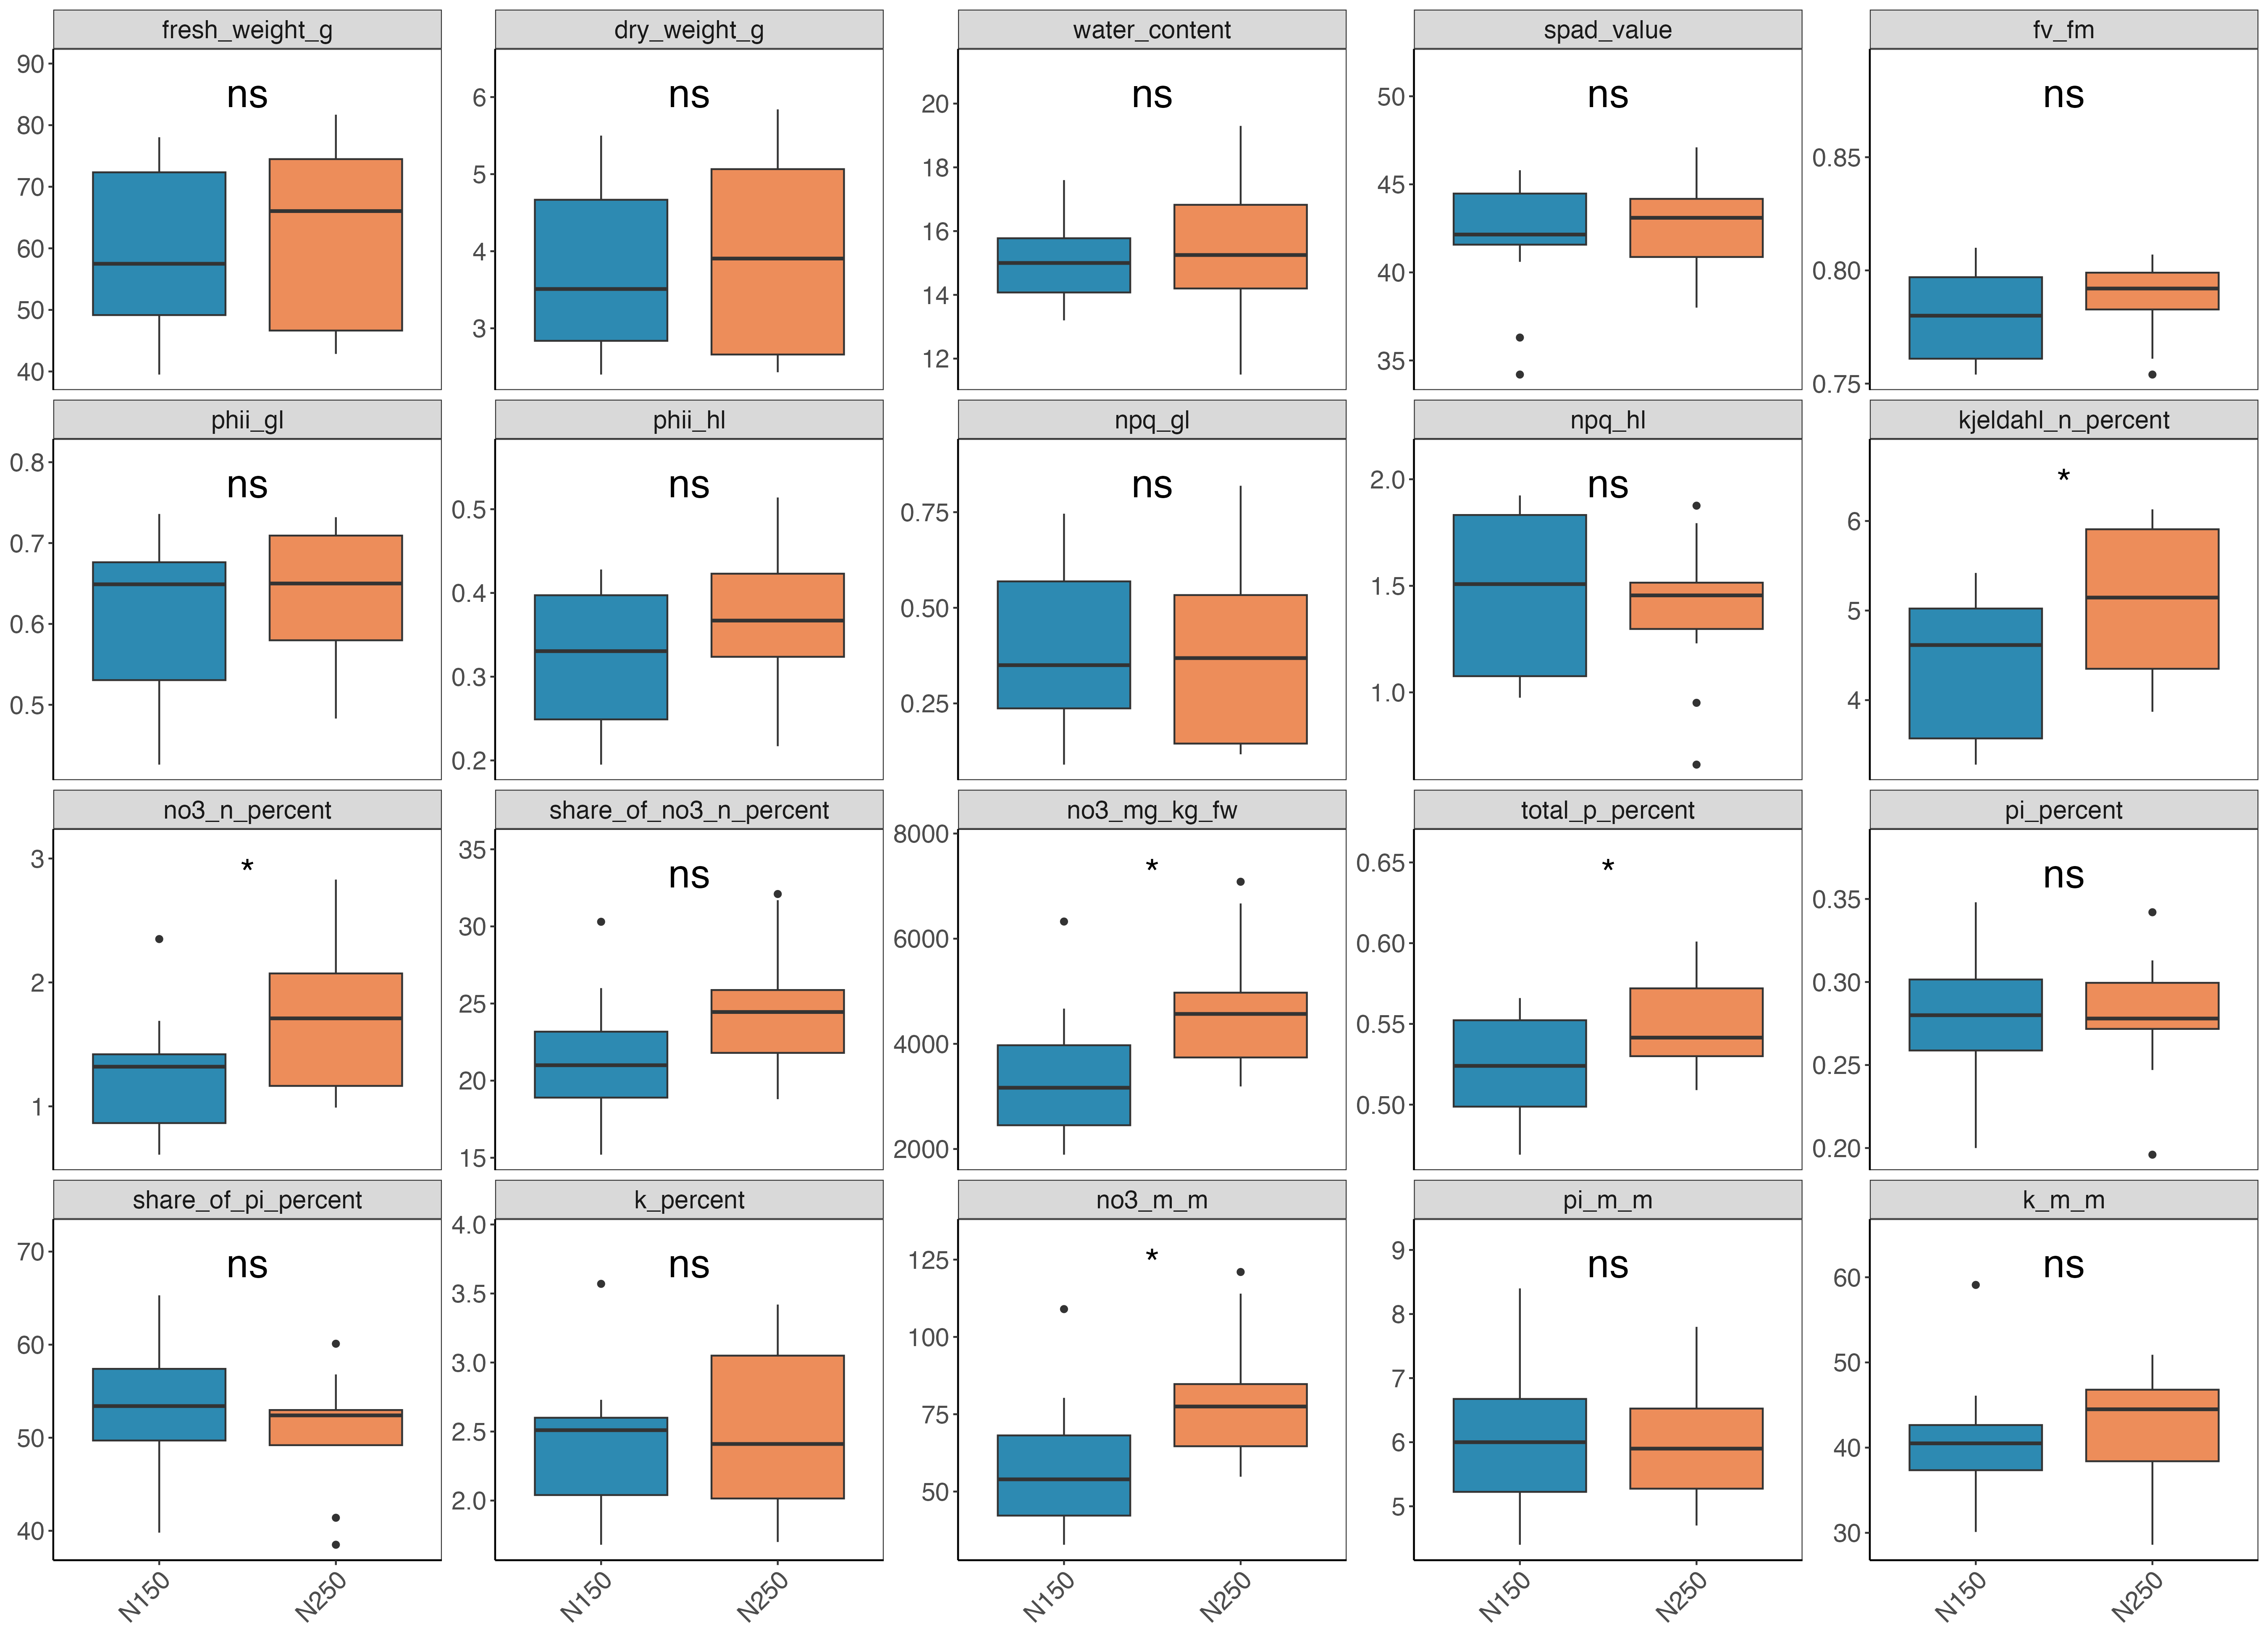 fresh_weight_g dry_weight_g water_content spad_value fv_fm
90 80 70 60 50 40 ns
6 5 4 3 ns
20 18 16 14 12 ns
50 45 40 35 ns
0.85 0.80 0.75 ns
phii_gl phii_hl npq_gl npq_hl kjeldahl_n_percent
0.8 0.7 0.6 0.5 ns
0.5 0.4 0.3 0.2 ns
0.75 0.50 0.25 ns
2.0 1.5 1.0 ns
6 5 4 *
no3_n_percent share_of_no3_n_percent no3_mg_kg_fw total_p_percent pi_percent
3 2 1 *
35 30 25 20 15 ns
8000 6000 4000 2000 *
0.65 0.60 0.55 0.50 *
0.35 0.30 0.25 0.20 ns
share_of_pi_percent k_percent no3_m_m pi_m_m k_m_m
70 60 50 40 ns
4.0 3.5 3.0 2.5 2.0 ns
125 100 75 50 *
9 8 7 6 5 ns
60 50 40 30 ns
N150 N250 N150 N250 N150 N250 N150 N250 N150 N250